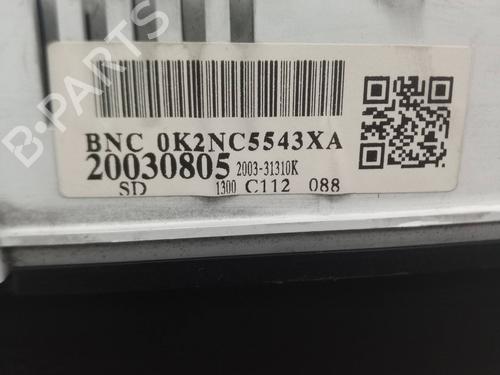 B-PARTS
BNC 0K2NC5543XA
20030805 2003-31310K
SD 1300 C112 088